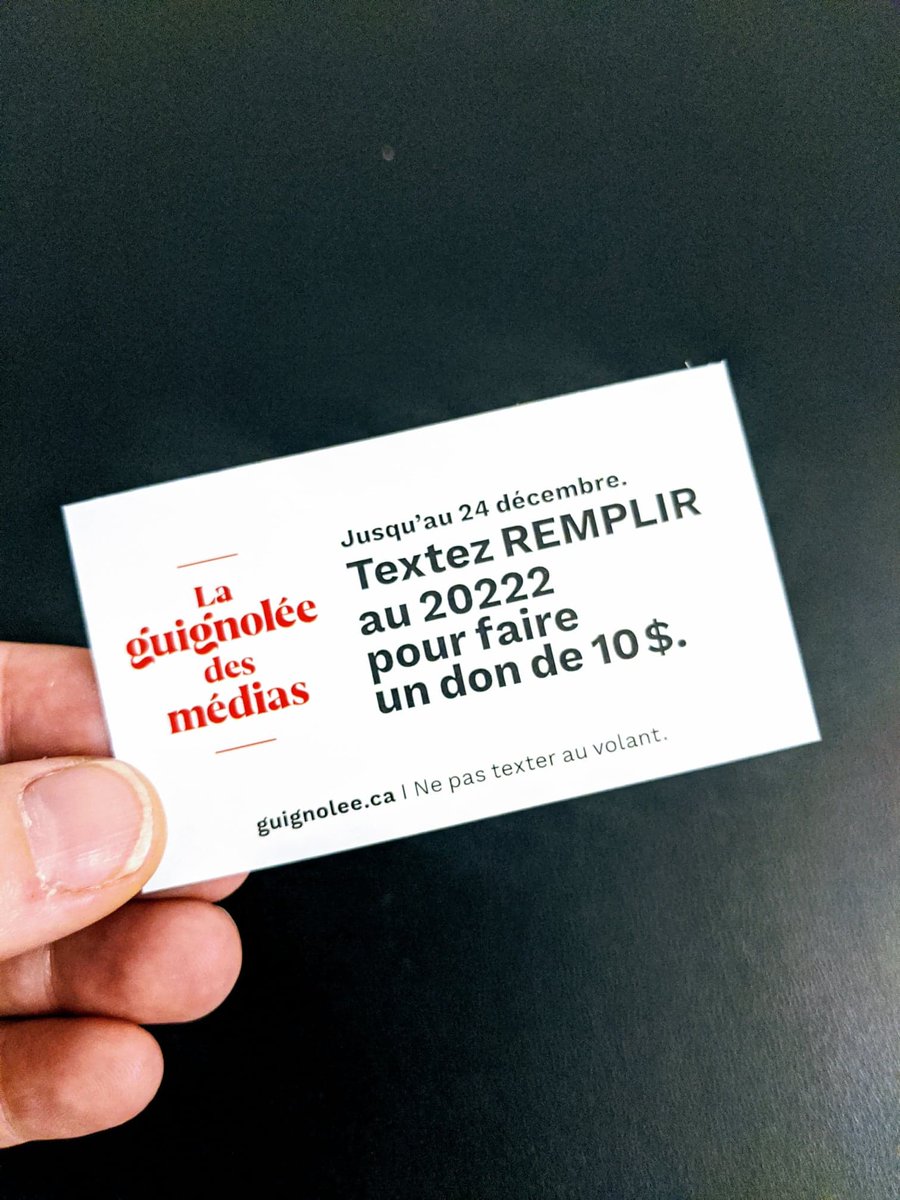 La
guignolée
des
médias
Jusqu'au 24 décembre.
Textez REMPLIR
au 20222
pour faire
un don de 10 $.
guignolee.ca | Ne pas texter au volant.